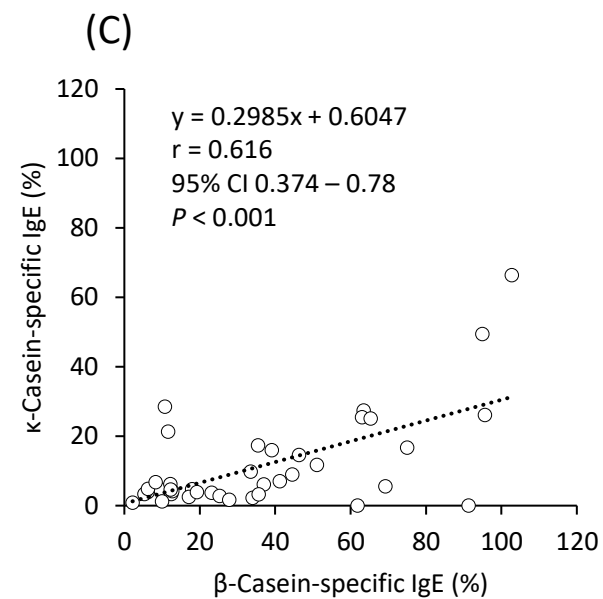 (C)
120
100
80
60
40
20
0
κ-Casein-specific IgE (%)
y = 0.2985x + 0.6047
r = 0.616
95% CI 0.374 – 0.78
P < 0.001
0 20 40 60 80 100 120
β-Casein-specific IgE (%)